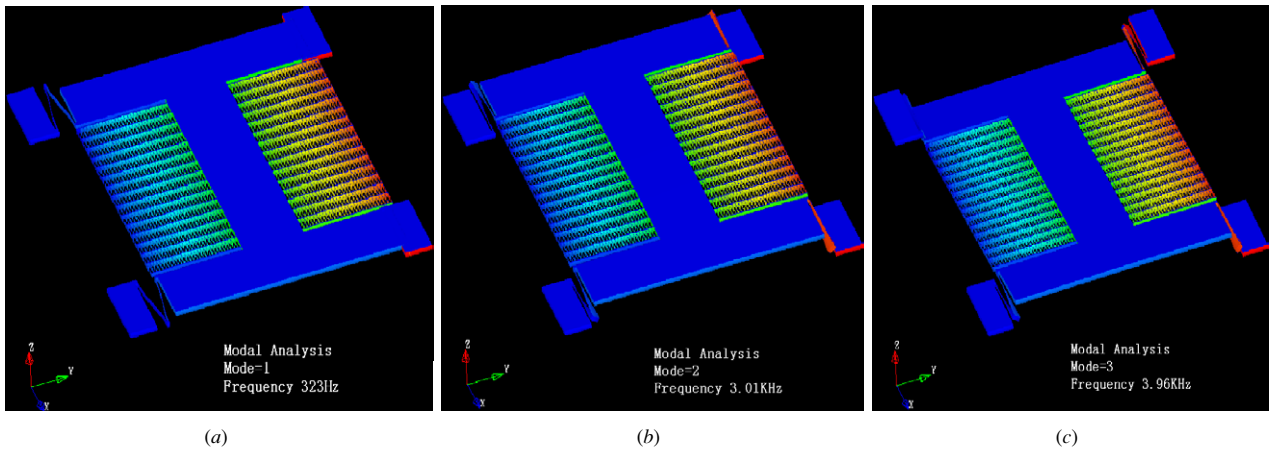 Z
Y
X
Modal Analysis
Mode=1
Frequency 323Hz
Z
Y
X
Modal Analysis
Mode=2
Frequency 3.01KHz
Z
Y
X
Modal Analysis
Mode=3
Frequency 3.96KHz
(a)
(b)
(c)